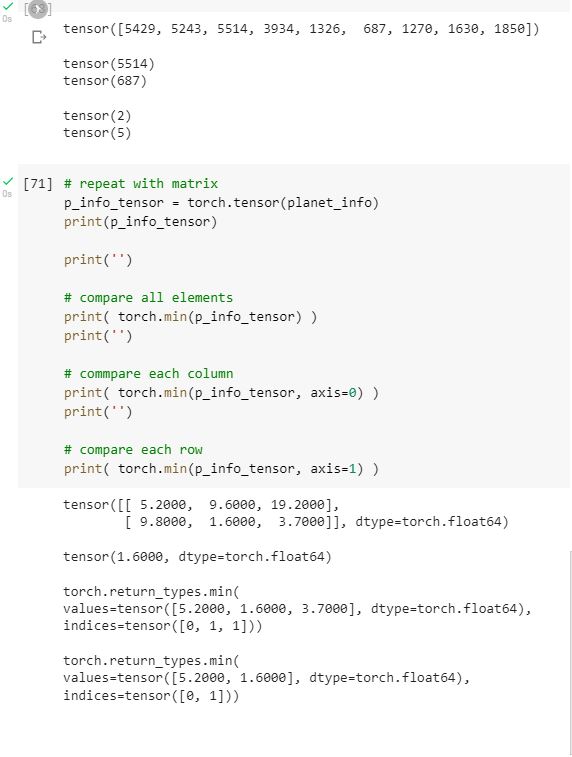 0s
tensor([5429, 5243, 5514, 3934, 1326,  687, 1270, 1630, 1850])
tensor(5514)
tensor(687)
tensor(2)
tensor(5)
0s
[71] # repeat with matrix
p_info_tensor = torch.tensor(planet_info)
print(p_info_tensor)
print('')
# compare all elements
print( torch.min(p_info_tensor) )
print('')
# commpare each column
print( torch.min(p_info_tensor, axis=0) )
print('')
# compare each row
print( torch.min(p_info_tensor, axis=1) )
tensor([[ 5.2000,  9.6000, 19.2000],
[ 9.8000,  1.6000,  3.7000]], dtype=torch.float64)
tensor(1.6000, dtype=torch.float64)
torch.return_types.min(
values=tensor([5.2000, 1.6000, 3.7000], dtype=torch.float64),
indices=tensor([0, 1, 1]))
torch.return_types.min(
values=tensor([5.2000, 1.6000], dtype=torch.float64),
indices=tensor([0, 1]))